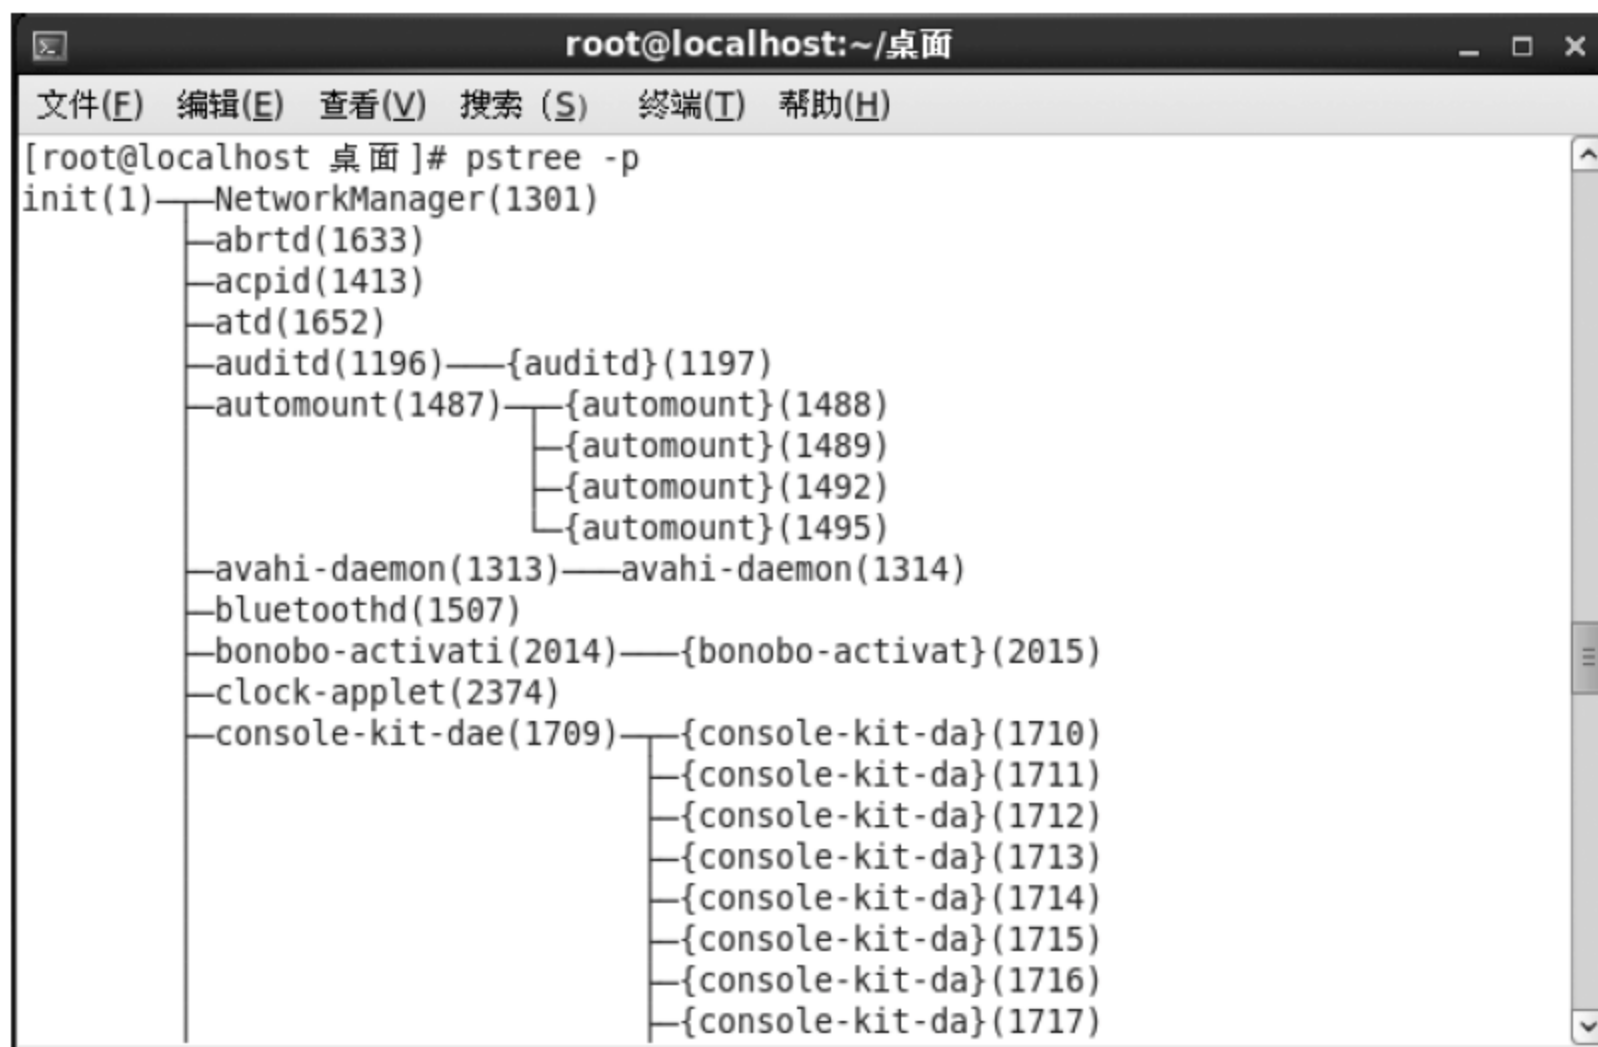 root@localhost:~/桌面
文件(F) 编辑(E) 查看(V) 搜索 (S) 终端(T) 帮助(H)
[root@localhost 桌面]# pstree -p
init(1)─┬─NetworkManager(1301)
        ├─abrtd(1633)
        ├─acpid(1413)
        ├─atd(1652)
        ├─auditd(1196)───{auditd}(1197)
        ├─automount(1487)─┬─{automount}(1488)
        │                 ├─{automount}(1489)
        │                 ├─{automount}(1492)
        │                 └─{automount}(1495)
        ├─avahi-daemon(1313)───avahi-daemon(1314)
        ├─bluetoothd(1507)
        ├─bonobo-activati(2014)───{bonobo-activat}(2015)
        ├─clock-applet(2374)
        ├─console-kit-dae(1709)─┬─{console-kit-da}(1710)
        │                       ├─{console-kit-da}(1711)
        │                       ├─{console-kit-da}(1712)
        │                       ├─{console-kit-da}(1713)
        │                       ├─{console-kit-da}(1714)
        │                       ├─{console-kit-da}(1715)
        │                       ├─{console-kit-da}(1716)
        │                       ├─{console-kit-da}(1717)